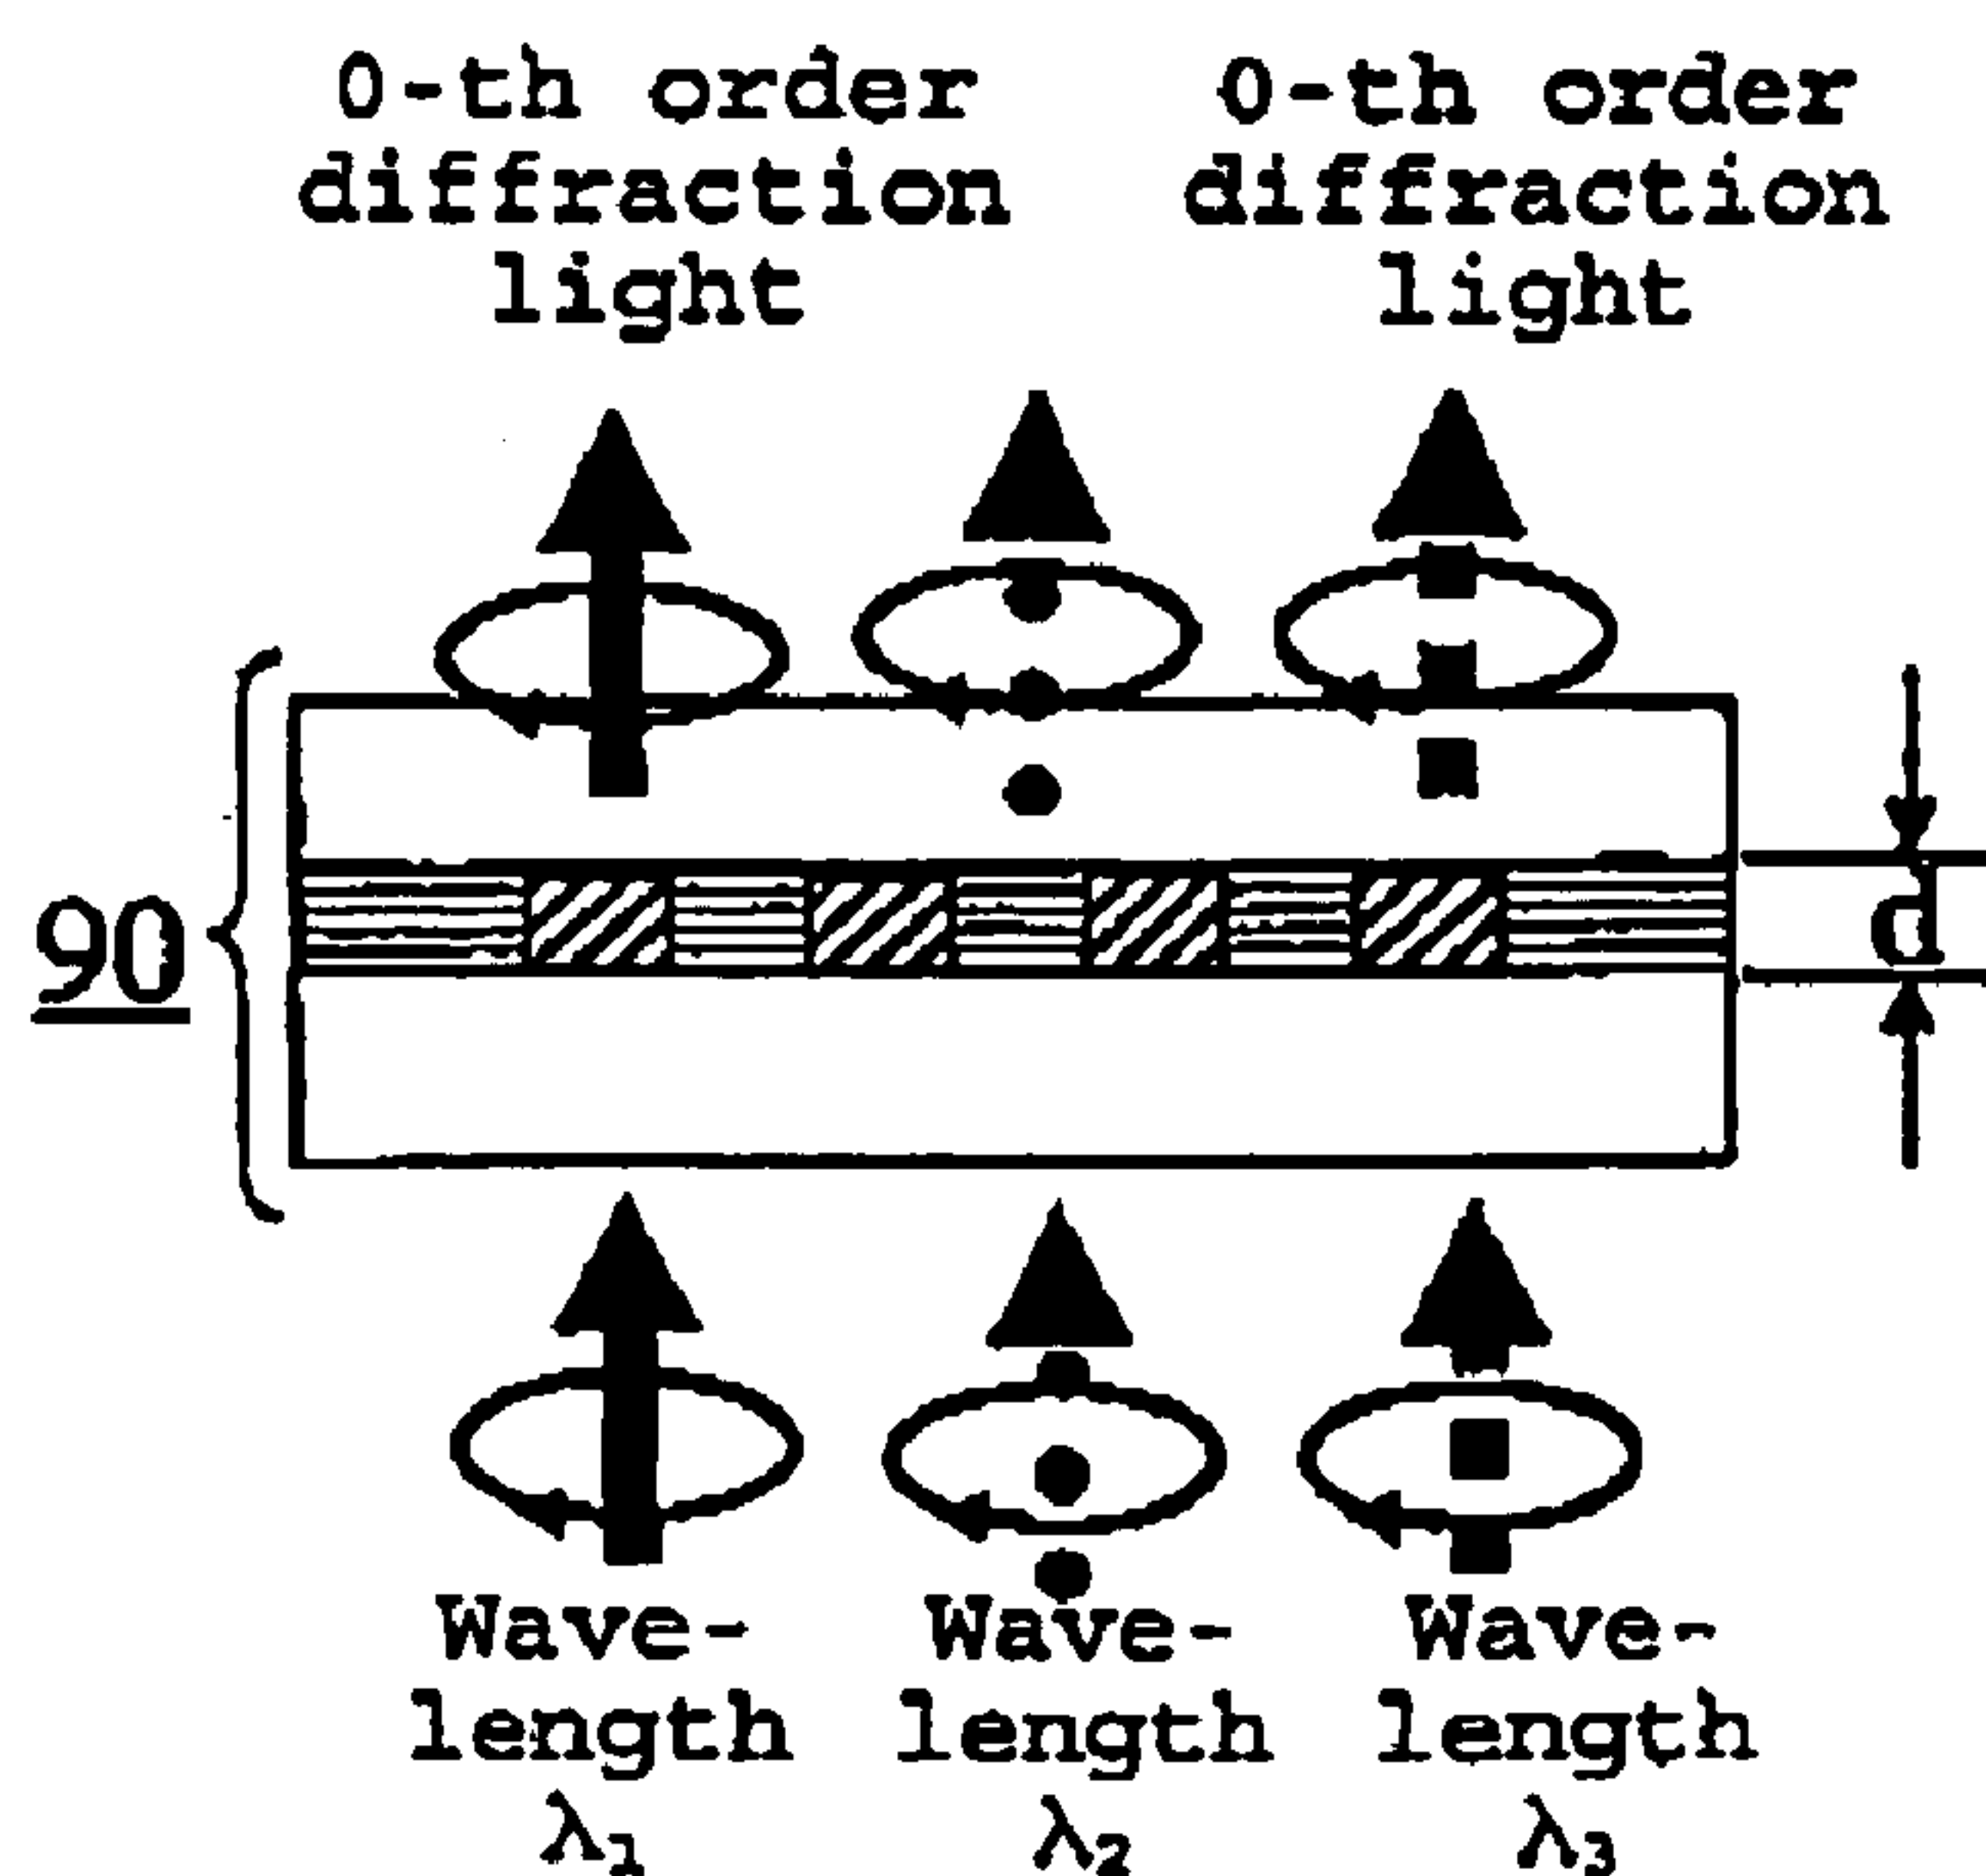 0-th order
diffraction
light
0-th order
diffraction
light
90
d
Wave-
length
λ1
Wave-
length
λ2
Wave-
length
λ3